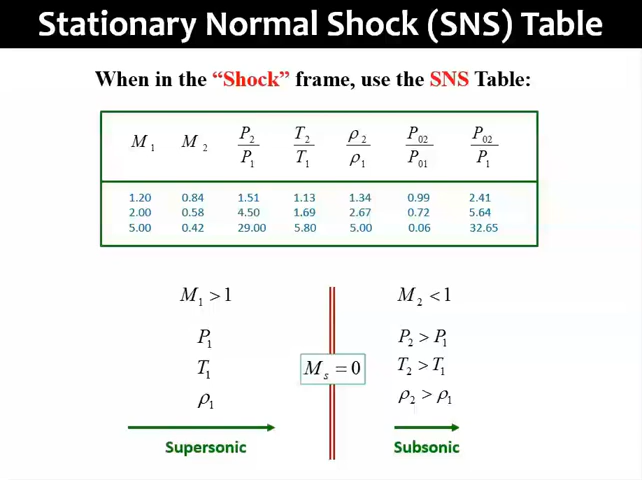 Stationary Normal Shock (SNS) Table
When in the “Shock” frame, use the SNS Table:
M₁ M₂ P₂/P₁ T₂/T₁ ρ₂/ρ₁ P₀₂/P₀₁ P₀₂/P₁
1.20 0.84 1.51 1.13 1.34 0.99 2.41
2.00 0.58 4.50 1.69 2.67 0.72 5.64
5.00 0.42 29.00 5.80 5.00 0.06 32.65
M₁ > 1 M₂ < 1
P₁ P₂ > P₁
T₁ Mₛ = 0 T₂ > T₁
ρ₁ ρ₂ > ρ₁
Supersonic Subsonic